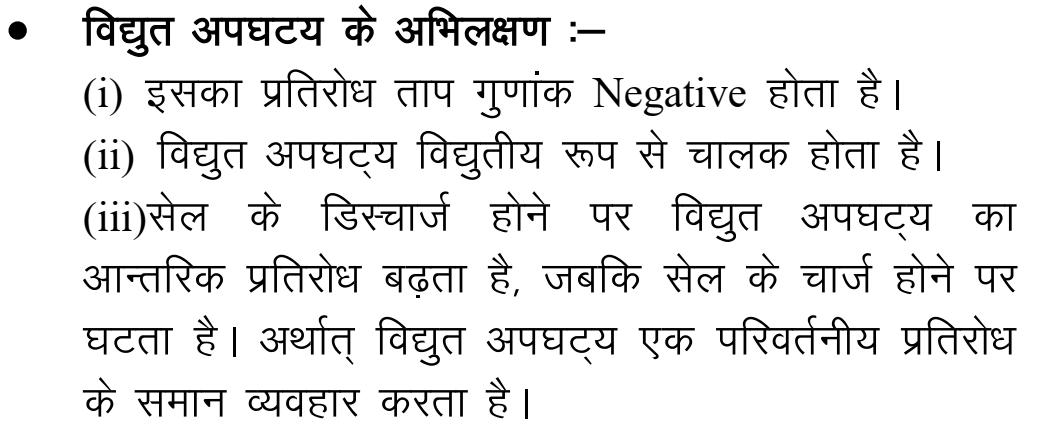 • विद्युत अपघटय के अभिलक्षण :–
(i) इसका प्रतिरोध ताप गुणांक Negative होता है।
(ii) विद्युत अपघट्य विद्युतीय रूप से चालक होता है।
(iii)सेल के डिस्चार्ज होने पर विद्युत अपघट्य का
आन्तरिक प्रतिरोध बढ़ता है, जबकि सेल के चार्ज होने पर
घटता है। अर्थात् विद्युत अपघट्य एक परिवर्तनीय प्रतिरोध
के समान व्यवहार करता है।